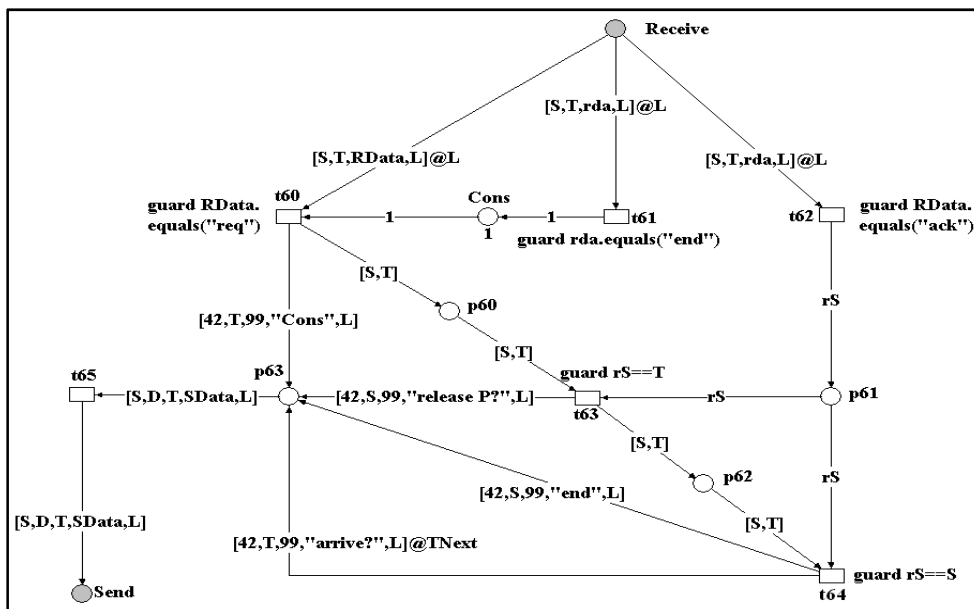 Receive
[S,T,rda,L]@L
[S,T,RData,L]@L
[S,T,rda,L]@L
guard RData.
equals("req")
t60
Cons
1
1
1
t61
guard rda.equals("end")
t62
guard RData.
equals("ack")
[S,T]
p60
rS
[42,T,99,"Cons",L]
[S,T]
guard rS==T
t65
[S,D,T,SData,L]
p63
[42,S,99,"release P?",L]
t63
rS
p61
[S,T]
p62
rS
[42,S,99,"end",L]
[S,D,T,SData,L]
[S,T]
[42,T,99,"arrive?",L]@TNext
guard rS==S
t64
Send